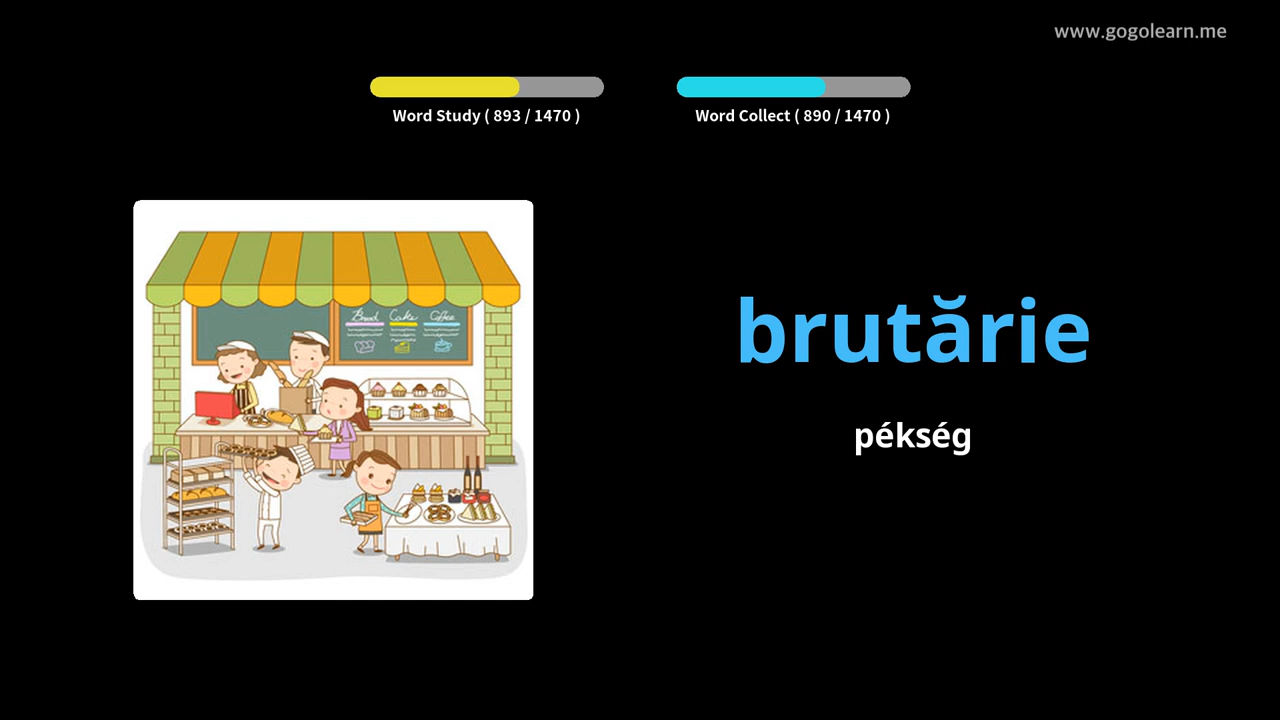 www.gogolearn.me
Word Study ( 893 / 1470 )
Word Collect ( 890 / 1470 )
Bread Cake Coffee
brutărie
pékség